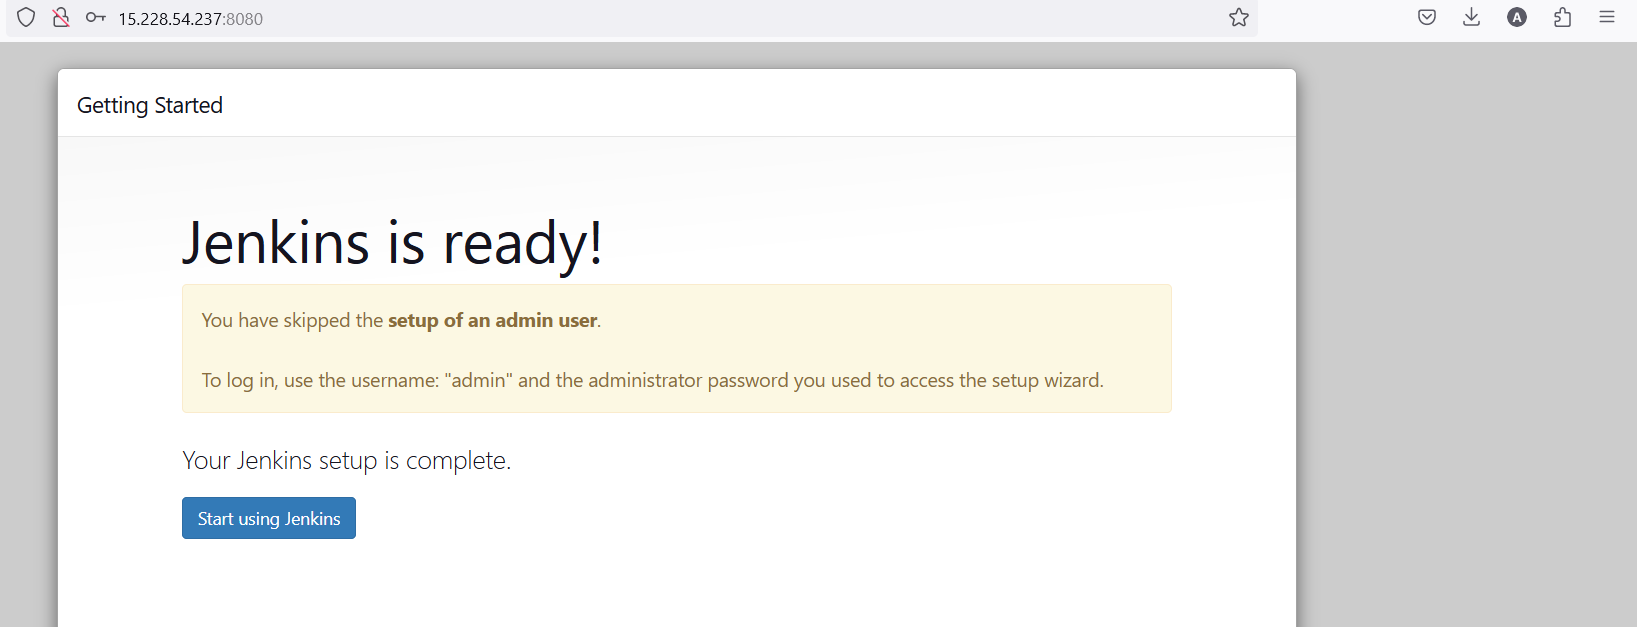 15.228.54.237:8080
A
Getting Started
Jenkins is ready!
You have skipped the setup of an admin user.
To log in, use the username: "admin" and the administrator password you used to access the setup wizard.
Your Jenkins setup is complete.
Start using Jenkins